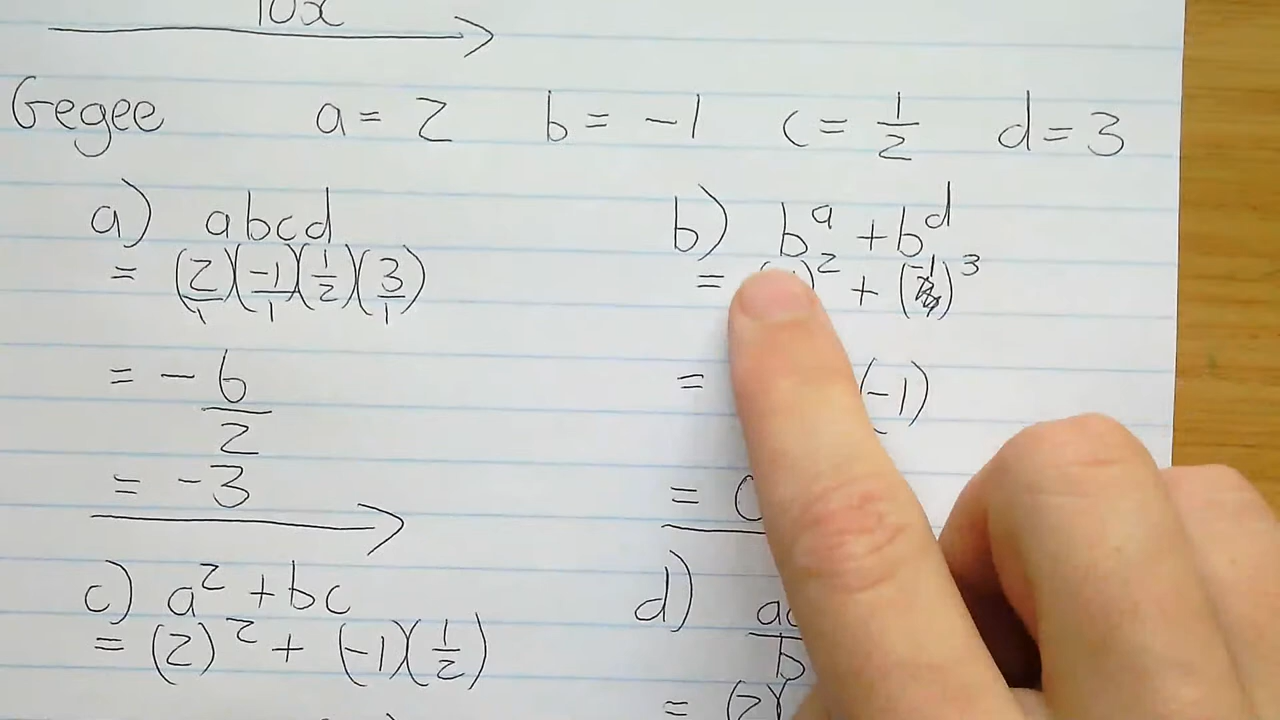 10x
Gegee a = 2 b = -1 c = 1/2 d = 3
a) abcd
= (2/1)(-1/1)(1/2)(3/1)
= - 6/2
= -3
b) b^a + b^d
= )^2 + (-1)^3
= (-1)
= 0
c) a^2 + bc
= (2)^2 + (-1)(1/2)
d)
b
= (2)(